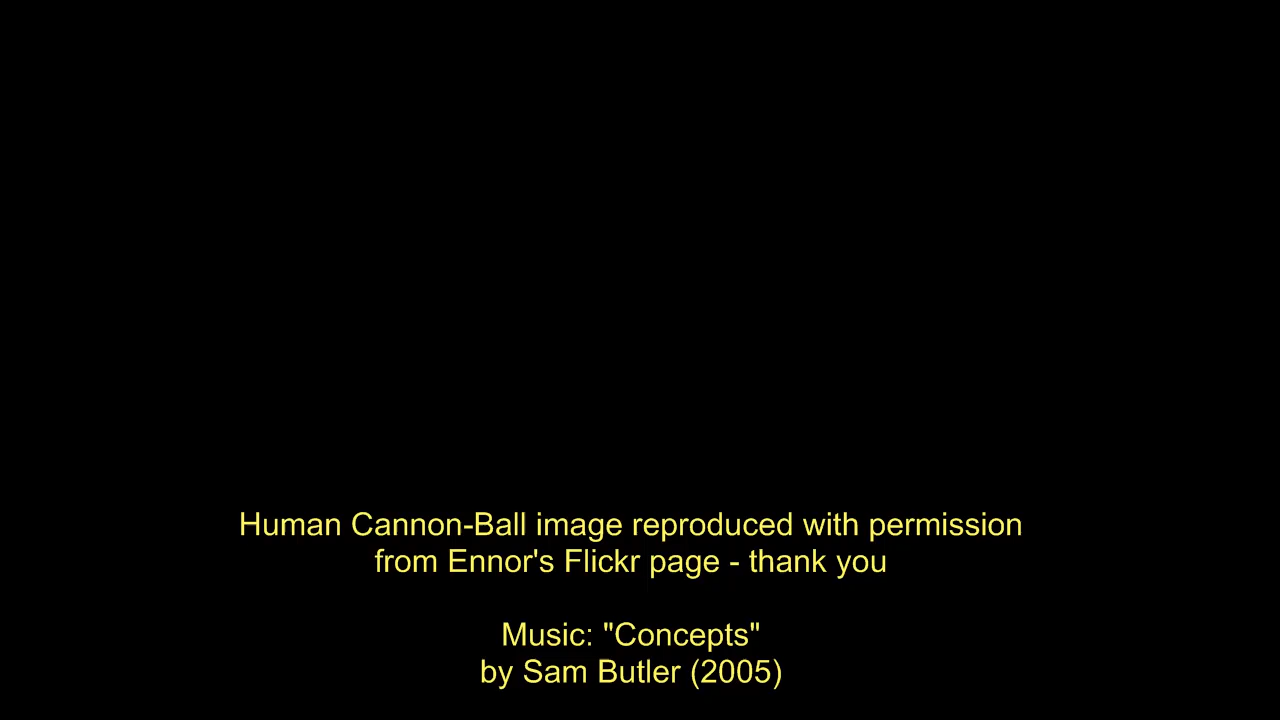 Human Cannon-Ball image reproduced with permission
from Ennor's Flickr page - thank you
Music: "Concepts"
by Sam Butler (2005)